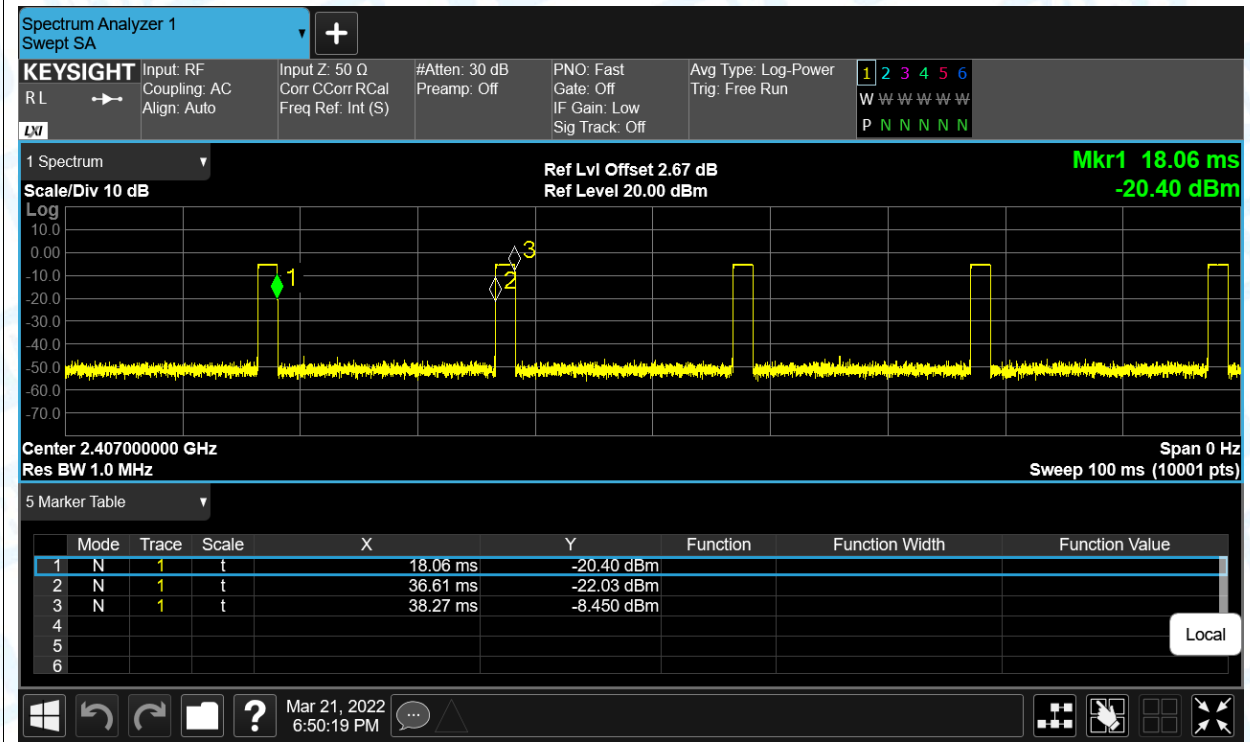 Spectrum Analyzer 1
Swept SA
+
KEYSIGHT
R L
LXI
Input: RF
Coupling: AC
Align: Auto
Input Z: 50 Ω
Corr CCorr RCal
Freq Ref: Int (S)
#Atten: 30 dB
Preamp: Off
PNO: Fast
Gate: Off
IF Gain: Low
Sig Track: Off
Avg Type: Log-Power
Trig: Free Run
1 2 3 4 5 6
W W W W W W
P N N N N N
1 Spectrum
Scale/Div 10 dB
Ref Lvl Offset 2.67 dB
Ref Level 20.00 dBm
Mkr1 18.06 ms
-20.40 dBm
Log
10.0
0.00
-10.0
-20.0
-30.0
-40.0
-50.0
-60.0
-70.0
1
2
3
Center 2.407000000 GHz
Res BW 1.0 MHz
Span 0 Hz
Sweep 100 ms (10001 pts)
5 Marker Table
Mode Trace Scale X Y Function Function Width Function Value
1 N 1 t 18.06 ms -20.40 dBm
2 N 1 t 36.61 ms -22.03 dBm
3 N 1 t 38.27 ms -8.450 dBm
4
5
6
Local
?
Mar 21, 2022
6:50:19 PM